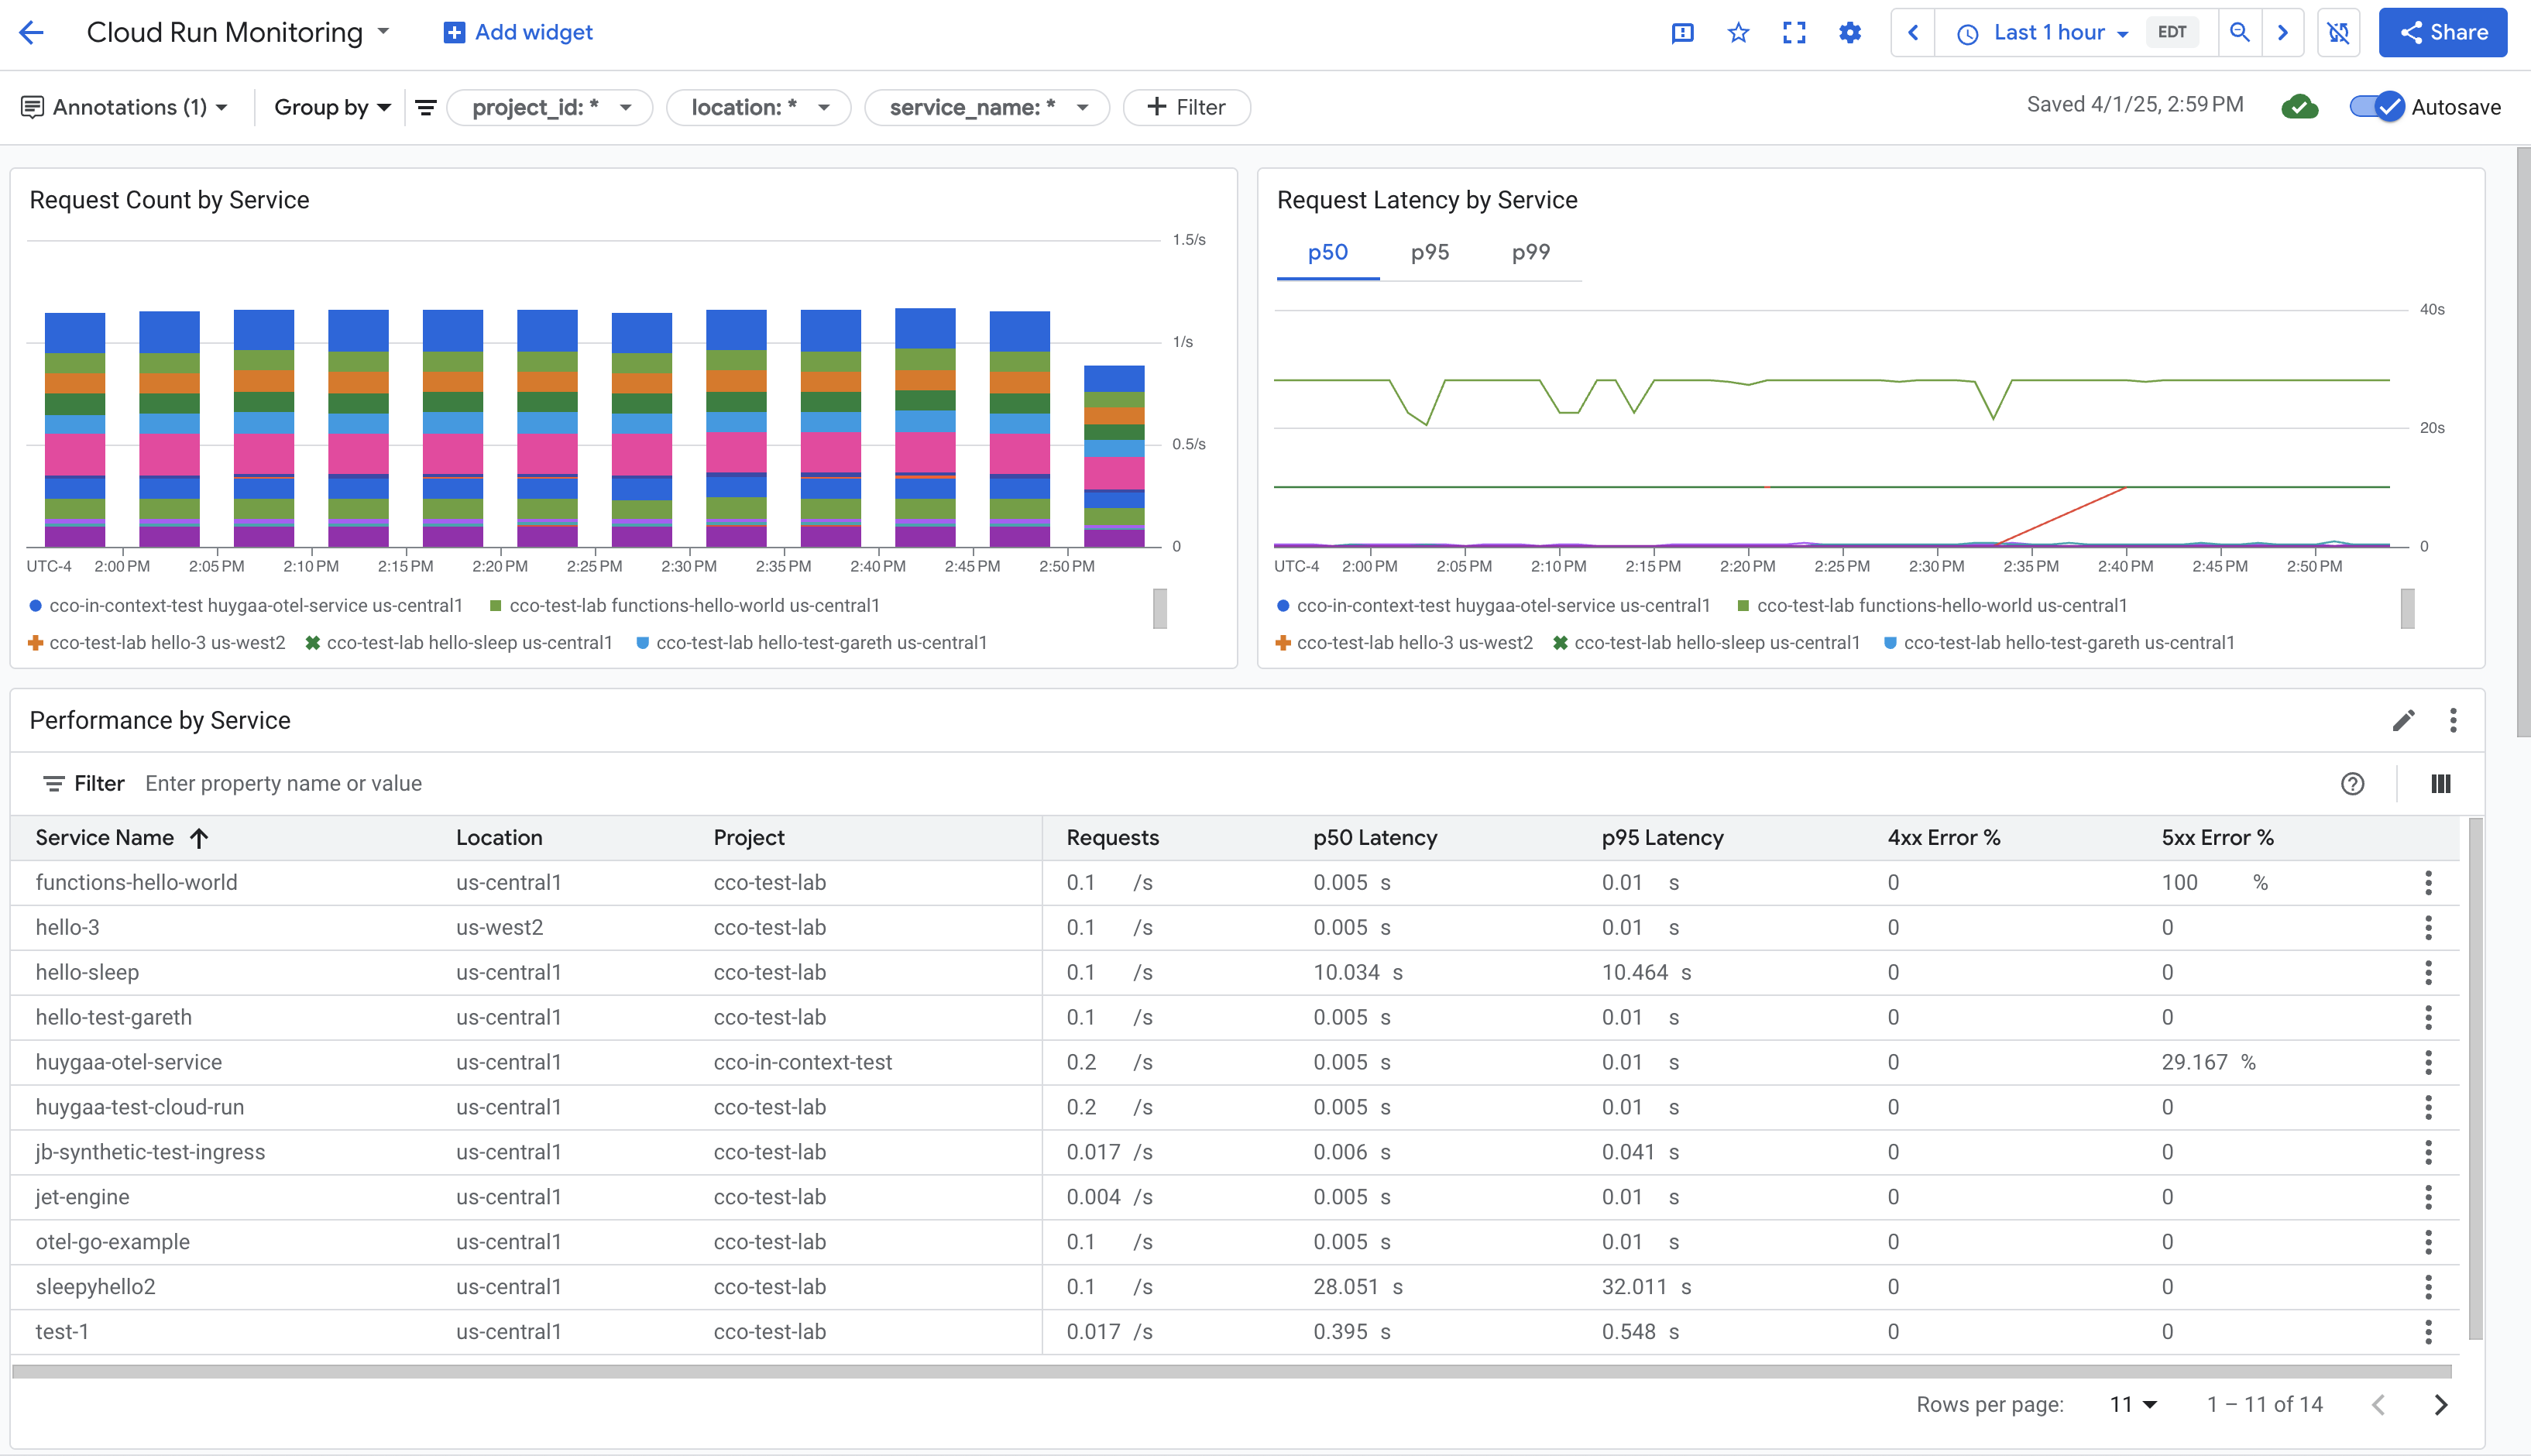 Cloud Run Monitoring
Add widget
Last 1 hour
EDT
Share
Annotations (1)
Group by
project_id: *
location: *
service_name: *
Filter
Saved 4/1/25, 2:59 PM
Autosave
Request Count by Service
1.5/s
1/s
0.5/s
0
UTC-4 2:00 PM 2:05 PM 2:10 PM 2:15 PM 2:20 PM 2:25 PM 2:30 PM 2:35 PM 2:40 PM 2:45 PM 2:50 PM
cco-in-context-test huygaa-otel-service us-central1 cco-test-lab functions-hello-world us-central1
cco-test-lab hello-3 us-west2 cco-test-lab hello-sleep us-central1 cco-test-lab hello-test-gareth us-central1
Request Latency by Service
p50 p95 p99
40s
20s
0
UTC-4 2:00 PM 2:05 PM 2:10 PM 2:15 PM 2:20 PM 2:25 PM 2:30 PM 2:35 PM 2:40 PM 2:45 PM 2:50 PM
cco-in-context-test huygaa-otel-service us-central1 cco-test-lab functions-hello-world us-central1
cco-test-lab hello-3 us-west2 cco-test-lab hello-sleep us-central1 cco-test-lab hello-test-gareth us-central1
Performance by Service
Filter Enter property name or value
Service Name Location Project Requests p50 Latency p95 Latency 4xx Error % 5xx Error %
functions-hello-world us-central1 cco-test-lab 0.1 /s 0.005 s 0.01 s 0 100 %
hello-3 us-west2 cco-test-lab 0.1 /s 0.005 s 0.01 s 0 0
hello-sleep us-central1 cco-test-lab 0.1 /s 10.034 s 10.464 s 0 0
hello-test-gareth us-central1 cco-test-lab 0.1 /s 0.005 s 0.01 s 0 0
huygaa-otel-service us-central1 cco-in-context-test 0.2 /s 0.005 s 0.01 s 0 29.167 %
huygaa-test-cloud-run us-central1 cco-test-lab 0.2 /s 0.005 s 0.01 s 0 0
jb-synthetic-test-ingress us-central1 cco-test-lab 0.017 /s 0.006 s 0.041 s 0 0
jet-engine us-central1 cco-test-lab 0.004 /s 0.005 s 0.01 s 0 0
otel-go-example us-central1 cco-test-lab 0.1 /s 0.005 s 0.01 s 0 0
sleepyhello2 us-central1 cco-test-lab 0.1 /s 28.051 s 32.011 s 0 0
test-1 us-central1 cco-test-lab 0.017 /s 0.395 s 0.548 s 0 0
Rows per page: 11 1 – 11 of 14